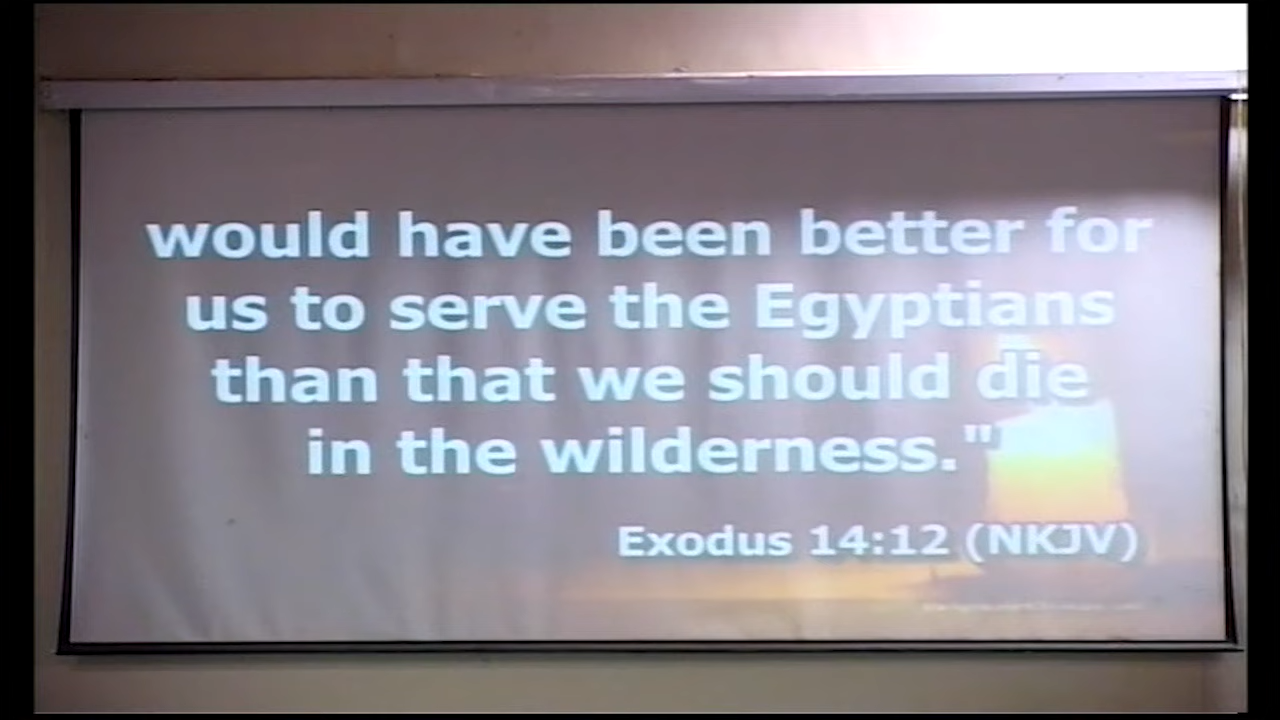 would have been better for
us to serve the Egyptians
than that we should die
in the wilderness."
Exodus 14:12 (NKJV)